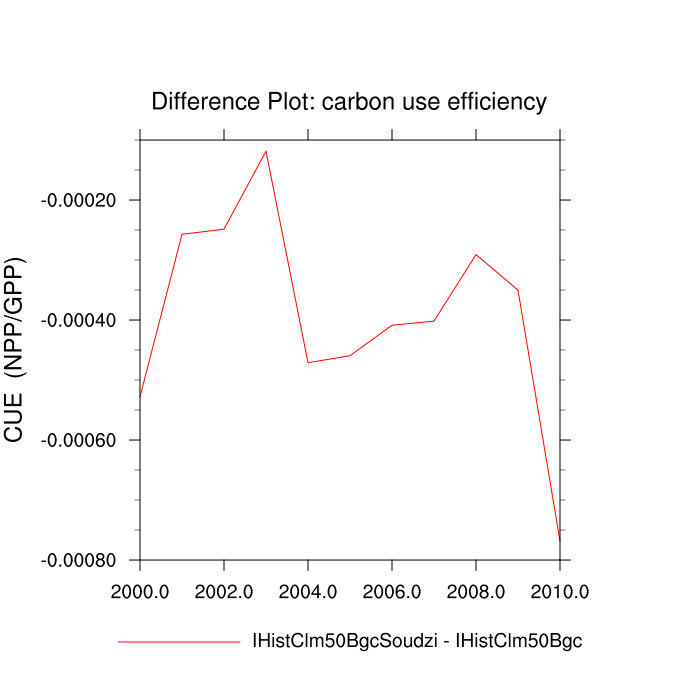 Difference Plot: carbon use efficiency
CUE (NPP/GPP)
-0.00020
-0.00040
-0.00060
-0.00080
2000.0 2002.0 2004.0 2006.0 2008.0 2010.0
IHistClm50BgcSoudzi - IHistClm50Bgc